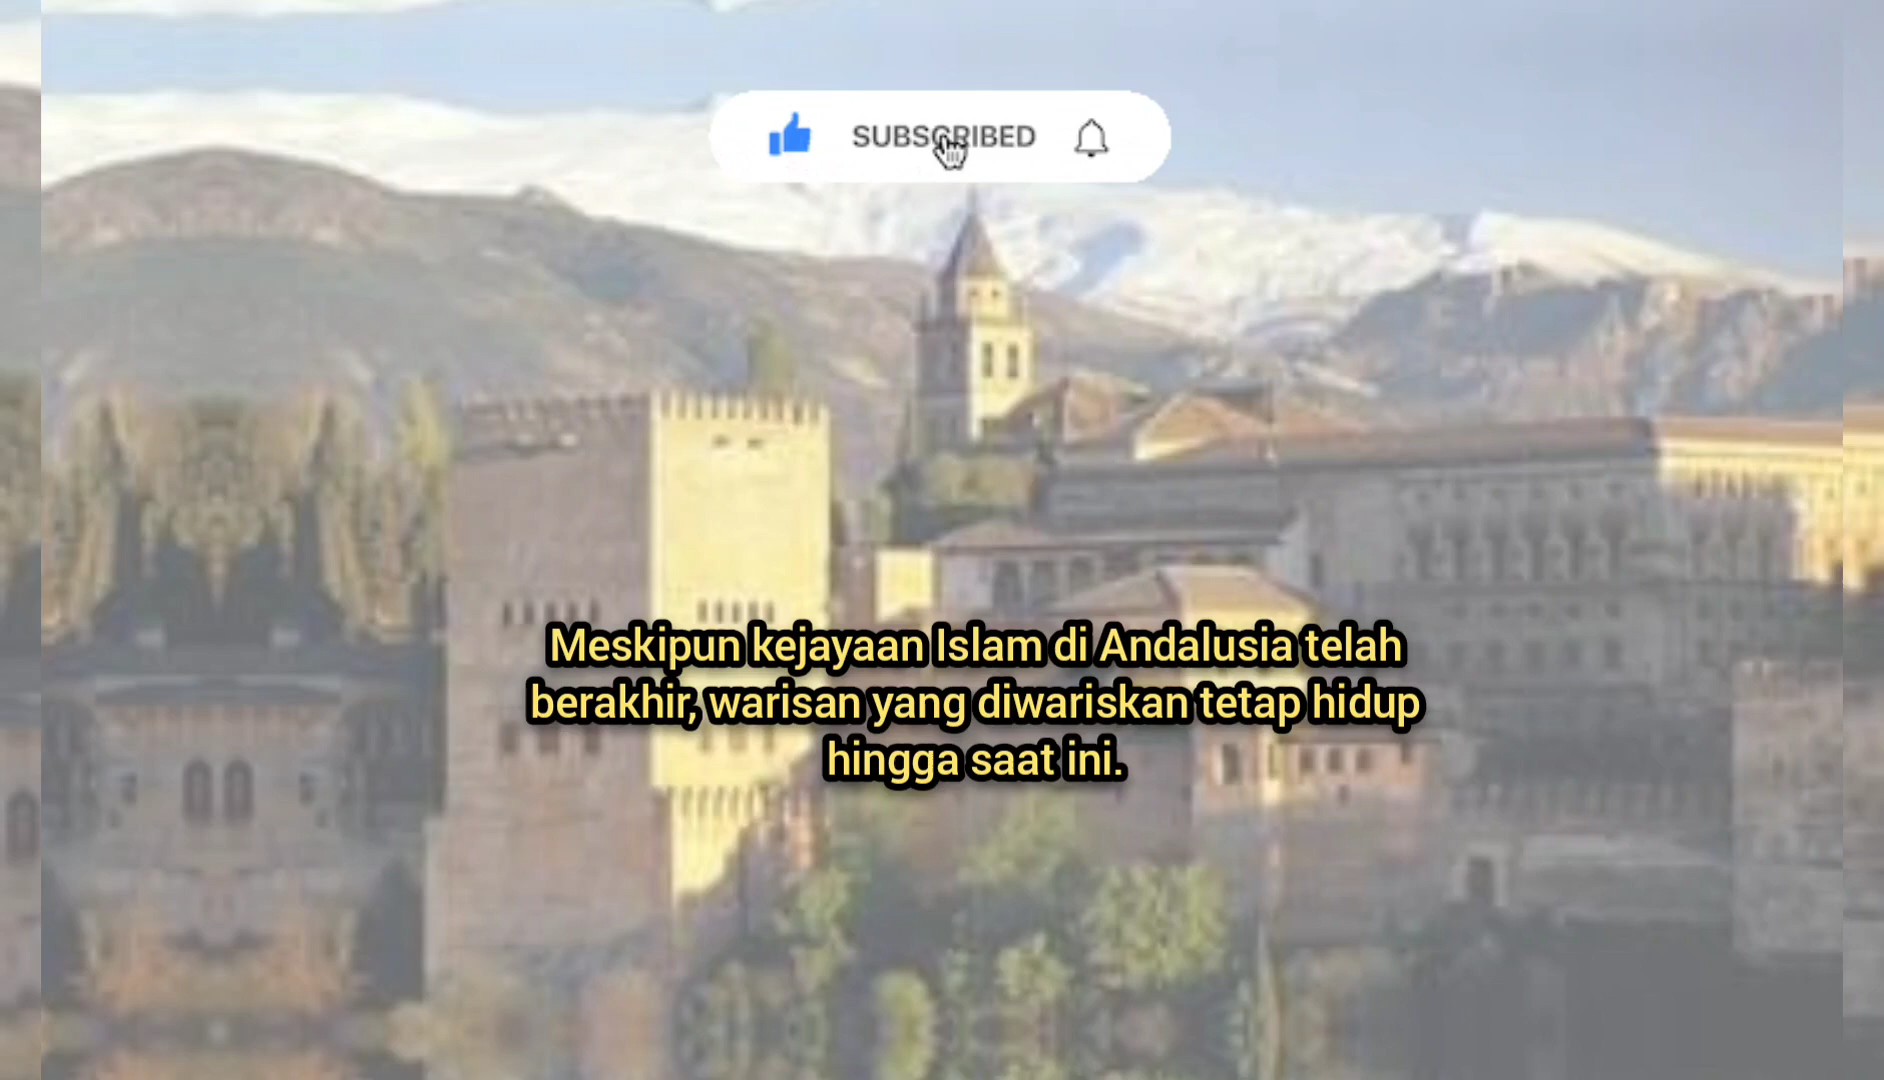 SUBSCRIBED
Meskipun kejayaan Islam di Andalusia telah
berakhir, warisan yang diwariskan tetap hidup
hingga saat ini.